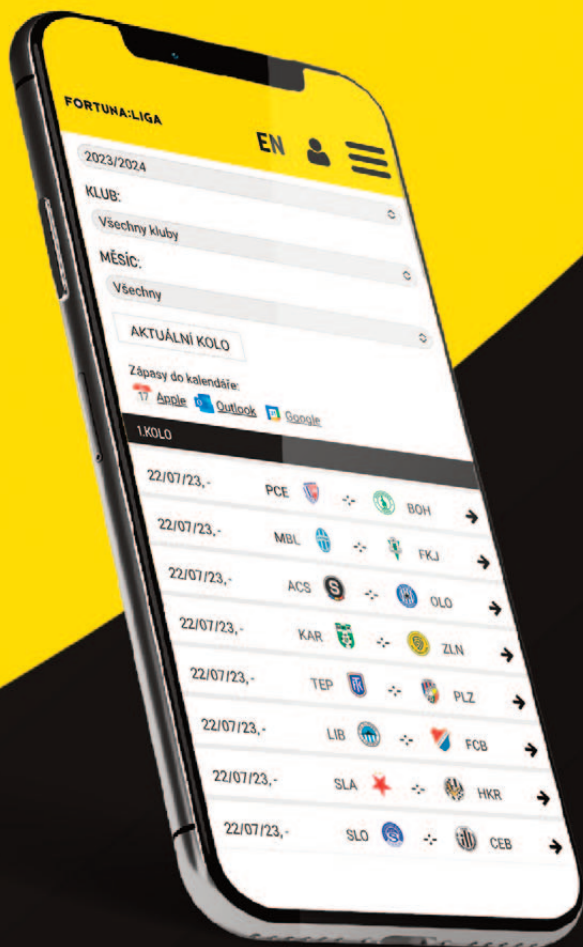 FORTUNA:LIGA
EN
2023/2024
KLUB:
Všechny kluby
MĚSÍC:
Všechny
AKTUÁLNÍ KOLO
Zápasy do kalendáře:
17 Apple Outlook Google
1.KOLO
22/07/23,- PCE -:- BOH
22/07/23,- MBL -:- FKJ
22/07/23,- ACS S -:- OLO
22/07/23,- KAR -:- ZLN
22/07/23,- TEP -:- PLZ
22/07/23,- LIB -:- FCB
22/07/23,- SLA -:- HKR
22/07/23,- SLO -:- CEB